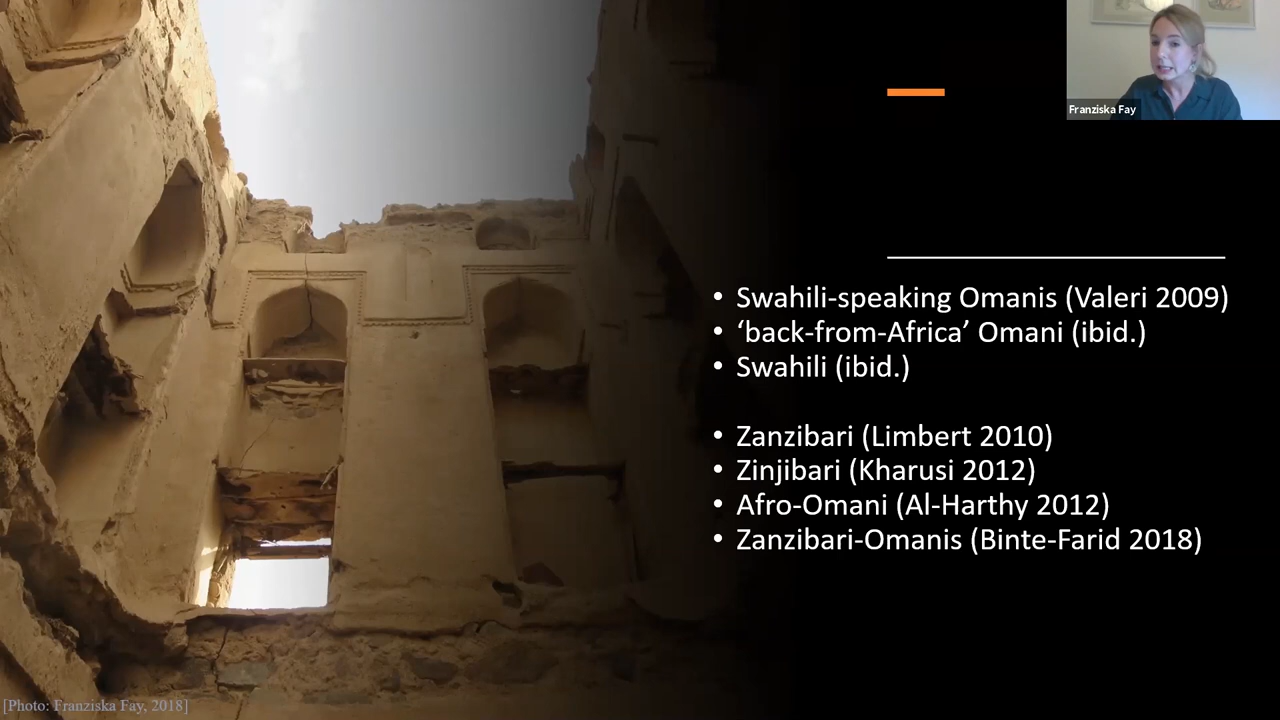 Franziska Fay
• Swahili-speaking Omanis (Valeri 2009)
• ‘back-from-Africa’ Omani (ibid.)
• Swahili (ibid.)
• Zanzibari (Limbert 2010)
• Zinjibari (Kharusi 2012)
• Afro-Omani (Al-Harthy 2012)
• Zanzibari-Omanis (Binte-Farid 2018)
[Photo: Franziska Fay, 2018]